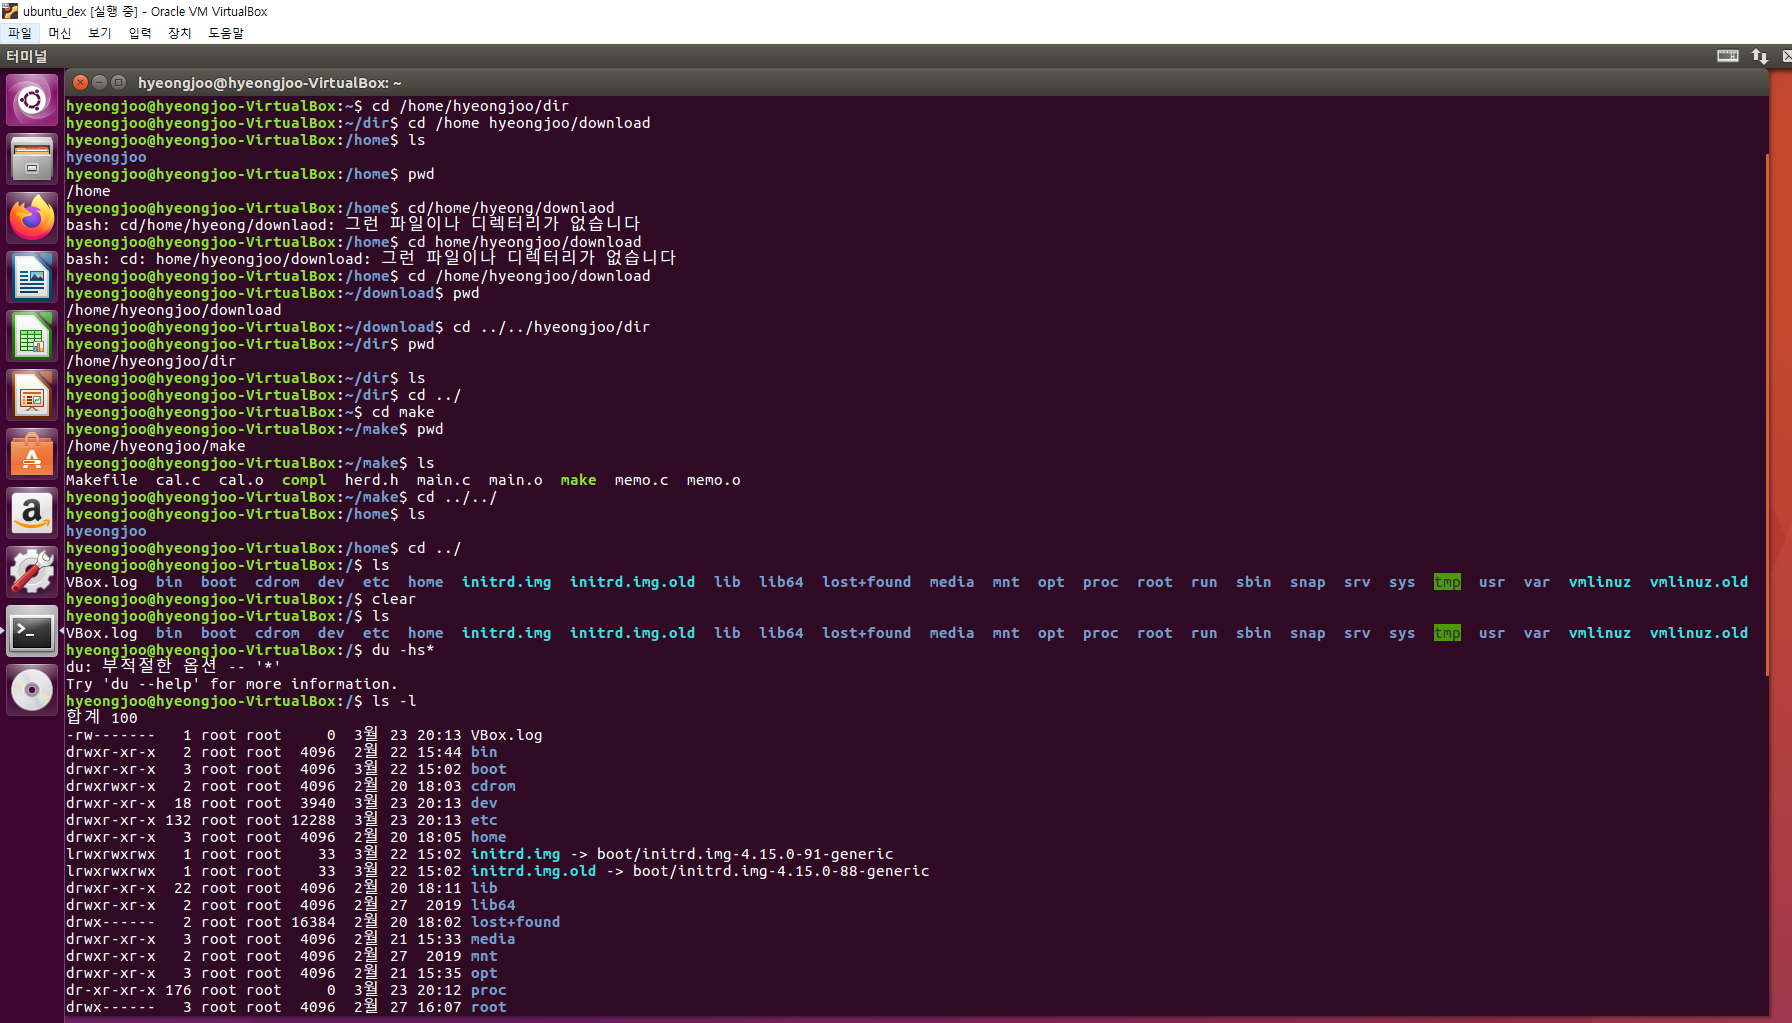 ubuntu_dex [실행 중] - Oracle VM VirtualBox
파일 머신 보기 입력 장치 도움말
터미널
hyeongjoo@hyeongjoo-VirtualBox: ~
hyeongjoo@hyeongjoo-VirtualBox:~$ cd /home/hyeongjoo/dir
hyeongjoo@hyeongjoo-VirtualBox:~/dir$ cd /home hyeongjoo/download
hyeongjoo@hyeongjoo-VirtualBox:/home$ ls
hyeongjoo
hyeongjoo@hyeongjoo-VirtualBox:/home$ pwd
/home
hyeongjoo@hyeongjoo-VirtualBox:/home$ cd/home/hyeong/downlaod
bash: cd/home/hyeong/downlaod: 그런 파일이나 디렉터리가 없습니다
hyeongjoo@hyeongjoo-VirtualBox:/home$ cd home/hyeongjoo/download
bash: cd: home/hyeongjoo/download: 그런 파일이나 디렉터리가 없습니다
hyeongjoo@hyeongjoo-VirtualBox:/home$ cd /home/hyeongjoo/download
hyeongjoo@hyeongjoo-VirtualBox:~/download$ pwd
/home/hyeongjoo/download
hyeongjoo@hyeongjoo-VirtualBox:~/download$ cd ../../hyeongjoo/dir
hyeongjoo@hyeongjoo-VirtualBox:~/dir$ pwd
/home/hyeongjoo/dir
hyeongjoo@hyeongjoo-VirtualBox:~/dir$ ls
hyeongjoo@hyeongjoo-VirtualBox:~/dir$ cd ../
hyeongjoo@hyeongjoo-VirtualBox:~$ cd make
hyeongjoo@hyeongjoo-VirtualBox:~/make$ pwd
/home/hyeongjoo/make
hyeongjoo@hyeongjoo-VirtualBox:~/make$ ls
Makefile cal.c cal.o compl herd.h main.c main.o make memo.c memo.o
hyeongjoo@hyeongjoo-VirtualBox:~/make$ cd ../../
hyeongjoo@hyeongjoo-VirtualBox:/home$ ls
hyeongjoo
hyeongjoo@hyeongjoo-VirtualBox:/home$ cd ../
hyeongjoo@hyeongjoo-VirtualBox:/$ ls
VBox.log bin boot cdrom dev etc home initrd.img initrd.img.old lib lib64 lost+found media mnt opt proc root run sbin snap srv sys tmp usr var vmlinuz vmlinuz.old
hyeongjoo@hyeongjoo-VirtualBox:/$ clear
hyeongjoo@hyeongjoo-VirtualBox:/$ ls
VBox.log bin boot cdrom dev etc home initrd.img initrd.img.old lib lib64 lost+found media mnt opt proc root run sbin snap srv sys tmp usr var vmlinuz vmlinuz.old
hyeongjoo@hyeongjoo-VirtualBox:/$ du -hs*
du: 부적절한 옵션 -- '*'
Try 'du --help' for more information.
hyeongjoo@hyeongjoo-VirtualBox:/$ ls -l
합계 100
-rw------- 1 root root 0 3월 23 20:13 VBox.log
drwxr-xr-x 2 root root 4096 2월 22 15:44 bin
drwxr-xr-x 3 root root 4096 3월 22 15:02 boot
drwxrwxr-x 2 root root 4096 2월 20 18:03 cdrom
drwxr-xr-x 18 root root 3940 3월 23 20:13 dev
drwxr-xr-x 132 root root 12288 3월 23 20:13 etc
drwxr-xr-x 3 root root 4096 2월 20 18:05 home
lrwxrwxrwx 1 root root 33 3월 22 15:02 initrd.img -> boot/initrd.img-4.15.0-91-generic
lrwxrwxrwx 1 root root 33 3월 22 15:02 initrd.img.old -> boot/initrd.img-4.15.0-88-generic
drwxr-xr-x 22 root root 4096 2월 20 18:11 lib
drwxr-xr-x 2 root root 4096 2월 27 2019 lib64
drwx------ 2 root root 16384 2월 20 18:02 lost+found
drwxr-xr-x 3 root root 4096 2월 21 15:33 media
drwxr-xr-x 2 root root 4096 2월 27 2019 mnt
drwxr-xr-x 3 root root 4096 2월 21 15:35 opt
dr-xr-xr-x 176 root root 0 3월 23 20:12 proc
drwx------ 3 root root 4096 2월 27 16:07 root